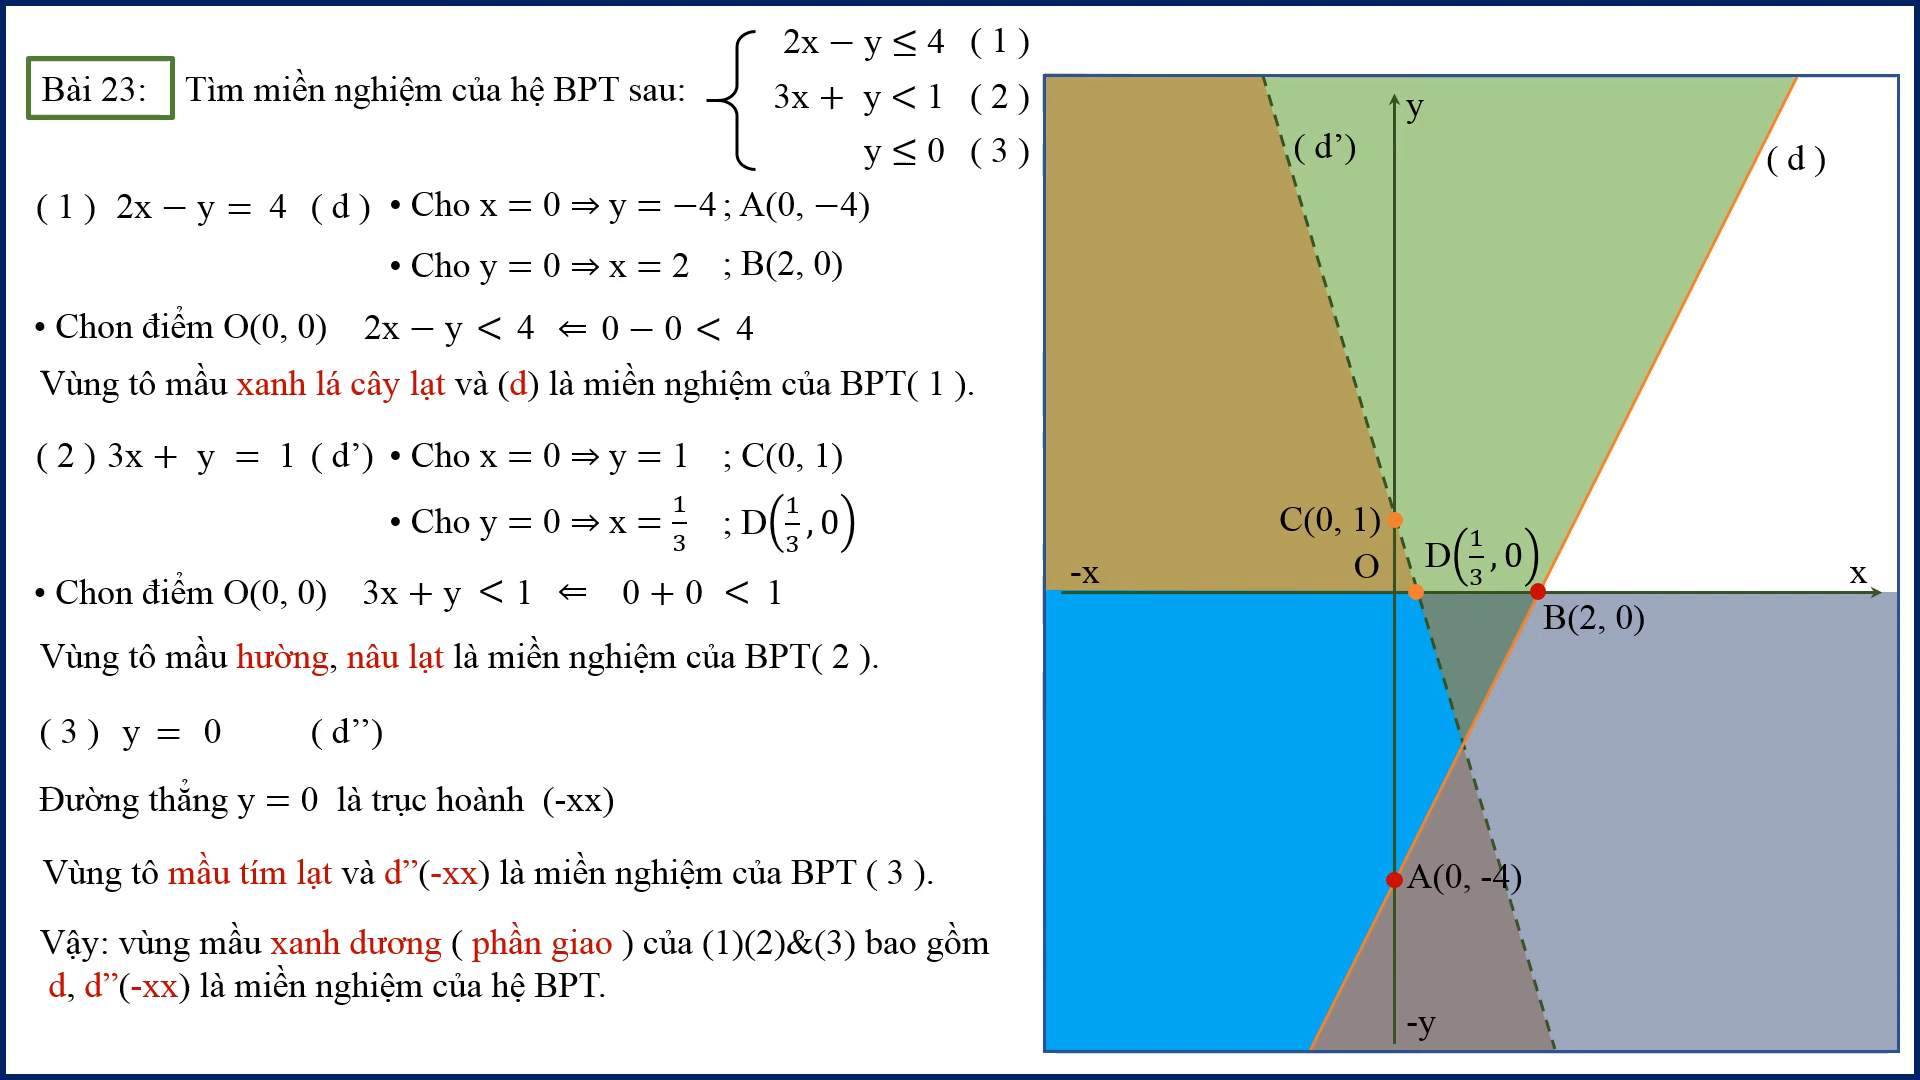 Bài 23: Tìm miền nghiệm của hệ BPT sau:
2x − y ≤ 4 ( 1 )
3x + y < 1 ( 2 )
y ≤ 0 ( 3 )
( 1 ) 2x − y = 4 ( d ) • Cho x = 0 ⇒ y = −4 ; A(0, −4)
• Cho y = 0 ⇒ x = 2 ; B(2, 0)
• Chon điểm O(0, 0) 2x − y < 4 ⇐ 0 − 0 < 4
Vùng tô mầu xanh lá cây lạt và (d) là miền nghiệm của BPT( 1 ).
( 2 ) 3x + y = 1 ( d’) • Cho x = 0 ⇒ y = 1 ; C(0, 1)
• Cho y = 0 ⇒ x = 1/3 ; D(1/3, 0)
• Chon điểm O(0, 0) 3x + y < 1 ⇐ 0 + 0 < 1
Vùng tô mầu hường, nâu lạt là miền nghiệm của BPT( 2 ).
( 3 ) y = 0 ( d’’)
Đường thẳng y = 0 là trục hoành (-xx)
Vùng tô mầu tím lạt và d”(-xx) là miền nghiệm của BPT ( 3 ).
Vậy: vùng mầu xanh dương ( phần giao ) của (1)(2)&(3) bao gồm
d, d”(-xx) là miền nghiệm của hệ BPT.
y
( d’)
( d )
C(0, 1)
D(1/3, 0)
O
-x
x
B(2, 0)
A(0, -4)
-y